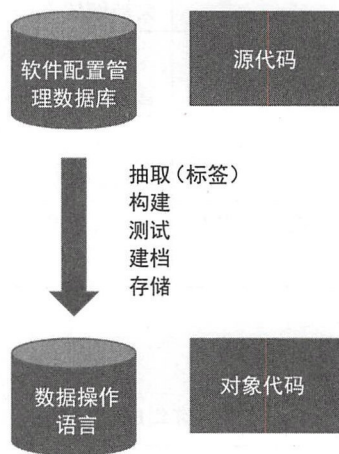 软件配置管
理数据库
源代码
抽取(标签)
构建
测试
建档
存储
数据操作
语言
对象代码